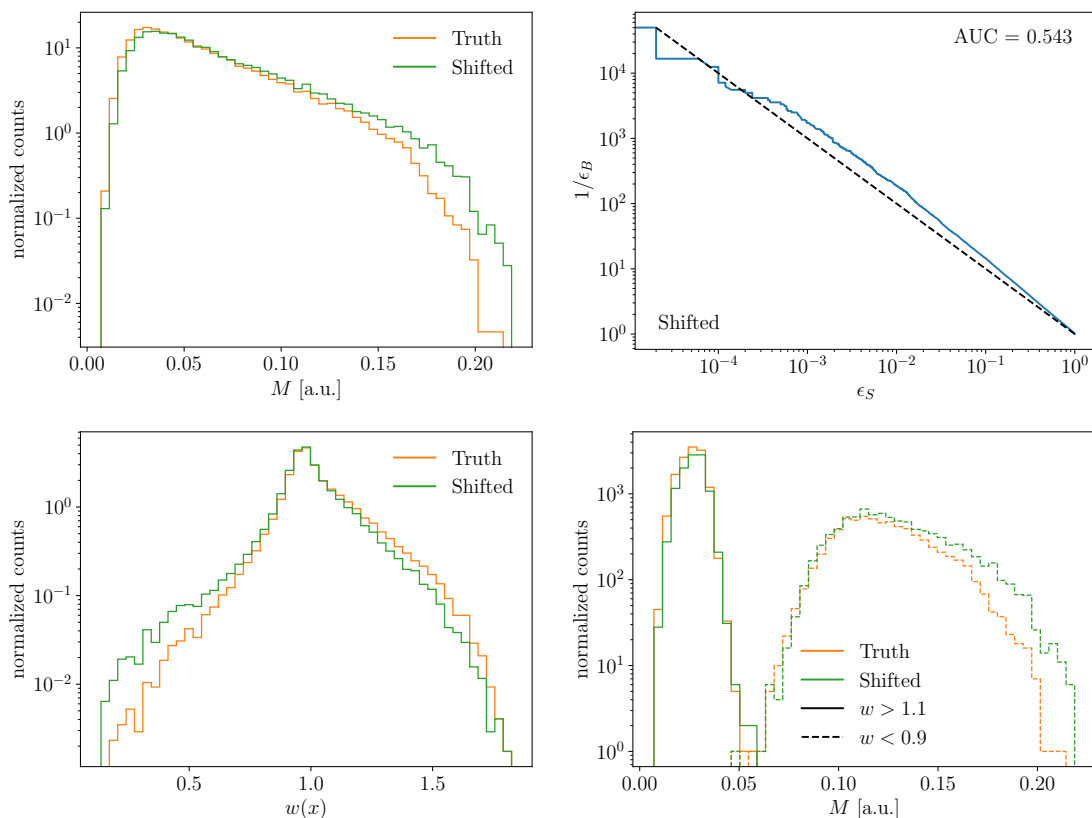 normalized counts
10¹
10⁰
10⁻¹
10⁻²
Truth
Shifted
0.00 0.05 0.10 0.15 0.20
M [a.u.]
1/ϵ_B
10⁴
10³
10²
10¹
10⁰
AUC = 0.543
Shifted
10⁻⁴ 10⁻³ 10⁻² 10⁻¹ 10⁰
ϵ_S
normalized counts
10⁰
10⁻¹
10⁻²
Truth
Shifted
0.5 1.0 1.5
w(x)
normalized counts
10³
10²
10¹
10⁰
Truth
Shifted
w > 1.1
w < 0.9
0.00 0.05 0.10 0.15 0.20
M [a.u.]